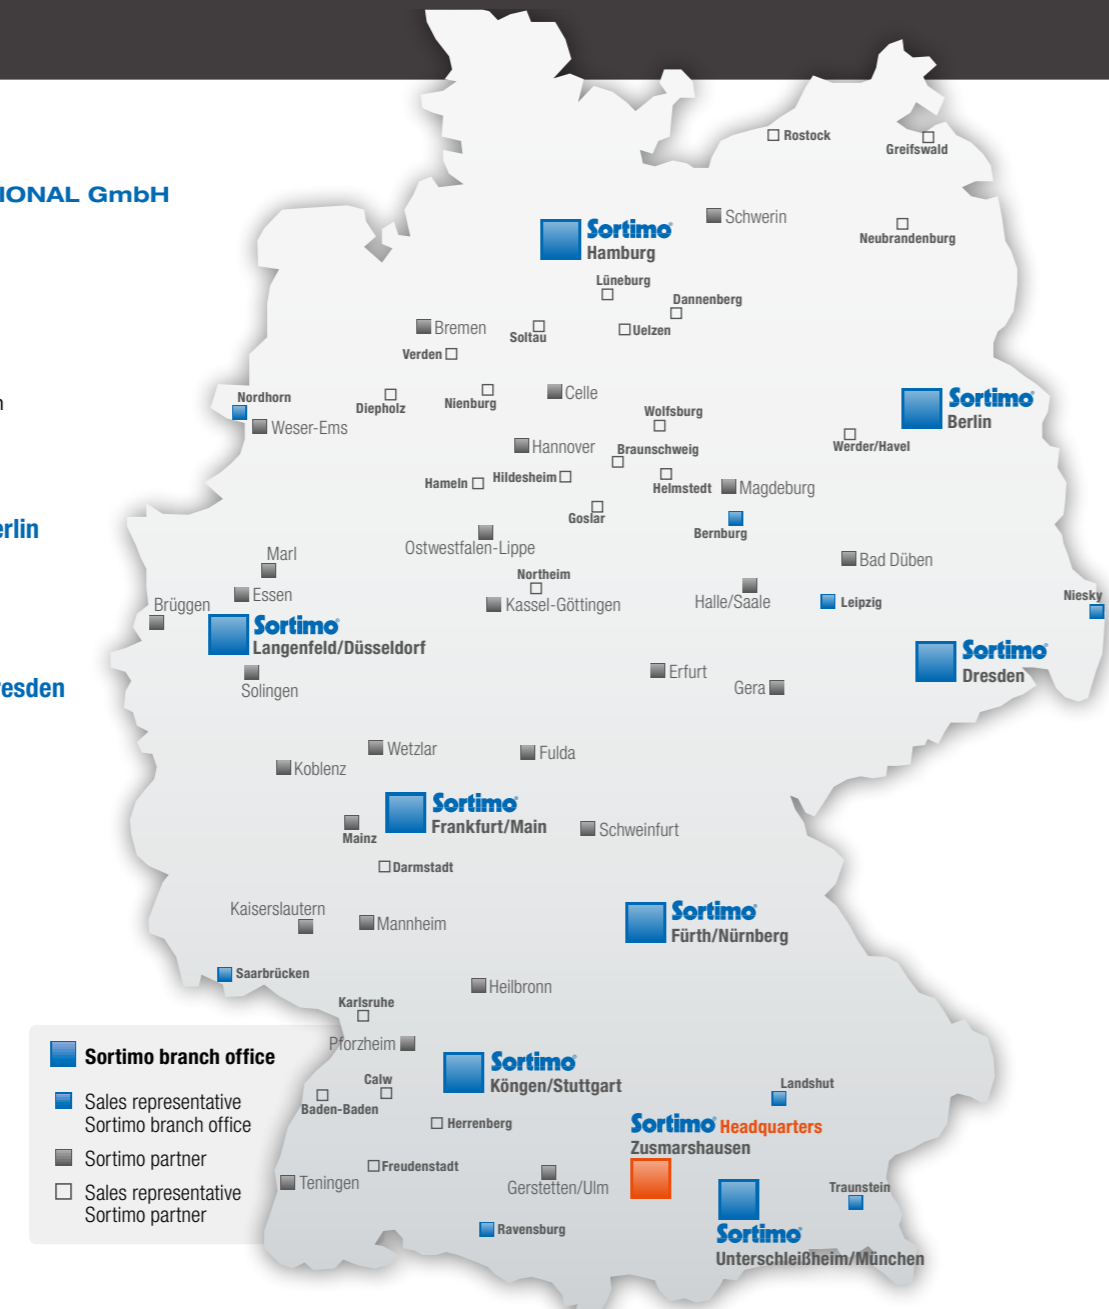 IONAL GmbH
n
erlin
resden
Rostock
Greifswald
Schwerin
Neubrandenburg
Sortimo®
Hamburg
Lüneburg
Dannenberg
Uelzen
Soltau
Bremen
Verden
Nordhorn
Weser-Ems
Diepholz
Nienburg
Celle
Wolfsburg
Sortimo®
Berlin
Werder/Havel
Hannover
Braunschweig
Hameln
Hildesheim
Helmstedt
Magdeburg
Goslar
Bernburg
Ostwestfalen-Lippe
Marl
Essen
Brüggen
Northeim
Kassel-Göttingen
Halle/Saale
Bad Düben
Leipzig
Niesky
Sortimo®
Langenfeld/Düsseldorf
Solingen
Erfurt
Gera
Sortimo®
Dresden
Wetzlar
Koblenz
Fulda
Sortimo®
Frankfurt/Main
Mainz
Schweinfurt
Darmstadt
Kaiserslautern
Mannheim
Sortimo®
Fürth/Nürnberg
Saarbrücken
Heilbronn
Karlsruhe
Pforzheim
Sortimo®
Köngen/Stuttgart
Calw
Baden-Baden
Herrenberg
Landshut
Sortimo® Headquarters
Zusmarshausen
Freudenstadt
Teningen
Gerstetten/Ulm
Traunstein
Ravensburg
Sortimo®
Unterschleißheim/München
Sortimo branch office
Sales representative
Sortimo branch office
Sortimo partner
Sales representative
Sortimo partner